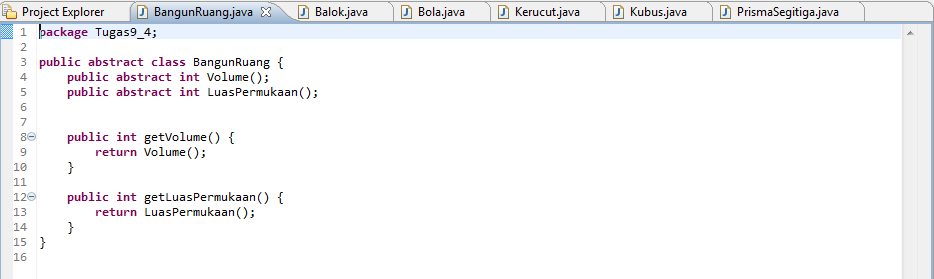 Project Explorer BangunRuang.java Balok.java Bola.java Kerucut.java Kubus.java PrismaSegitiga.java
1 package Tugas9_4;
2
3 public abstract class BangunRuang {
4 public abstract int Volume();
5 public abstract int LuasPermukaan();
6
7
8 public int getVolume() {
9 return Volume();
10 }
11
12 public int getLuasPermukaan() {
13 return LuasPermukaan();
14 }
15 }
16